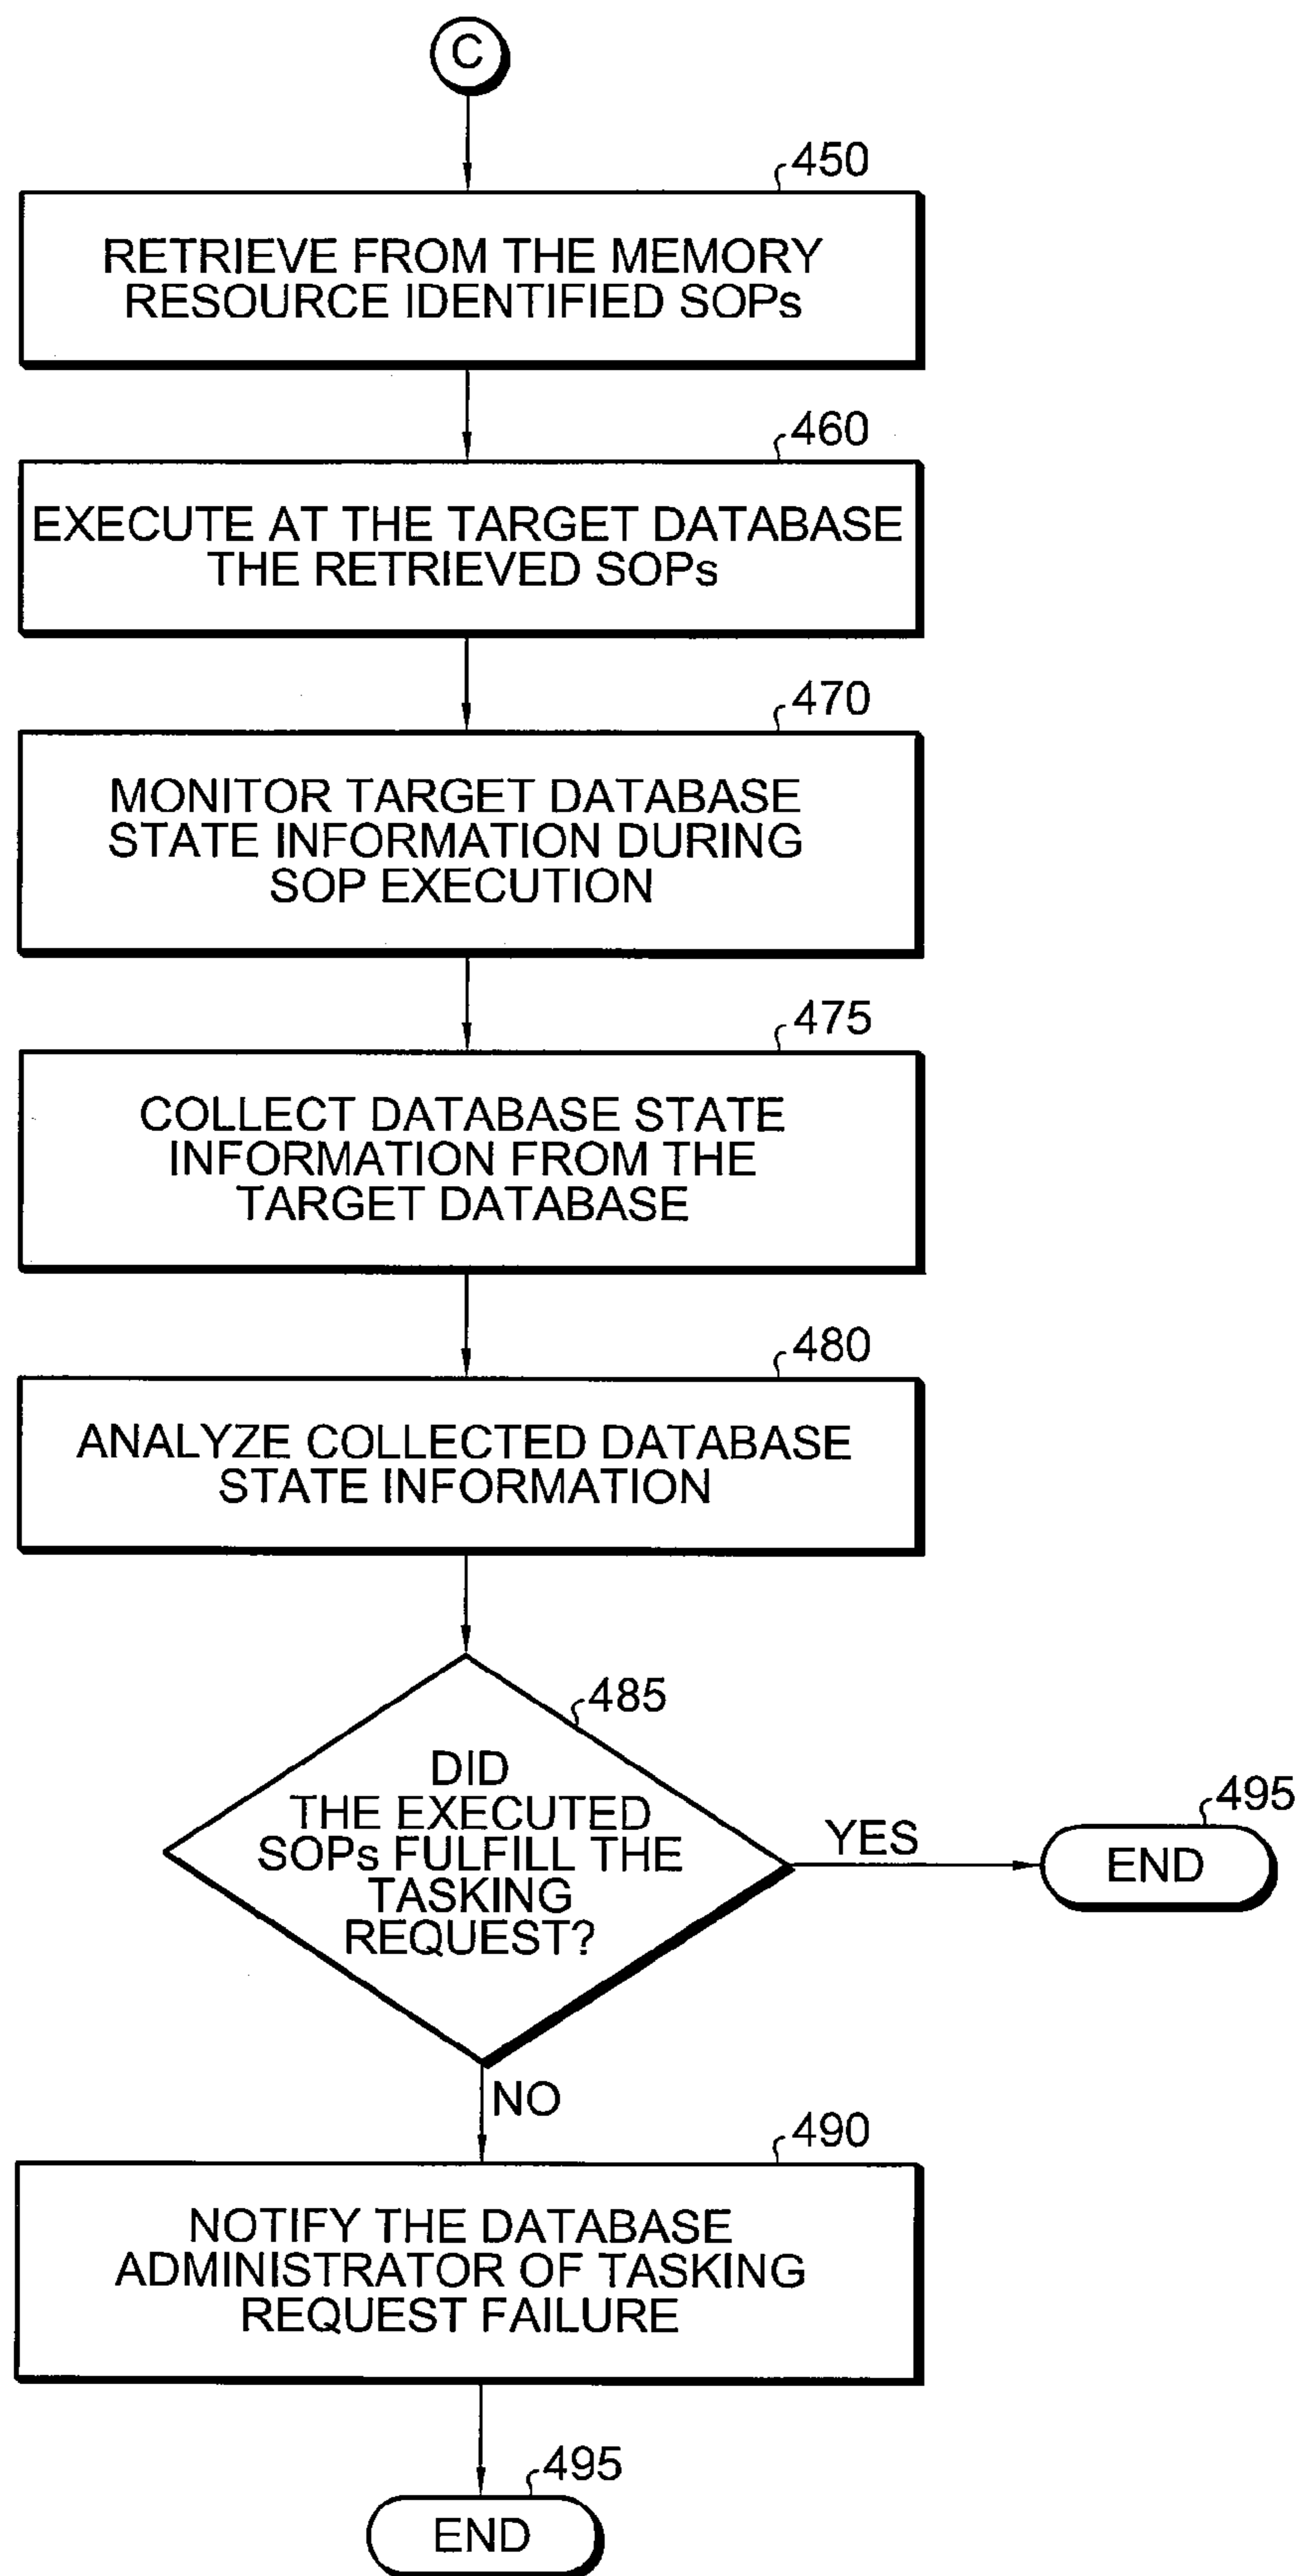 C
450
RETRIEVE FROM THE MEMORY
RESOURCE IDENTIFIED SOPs
460
EXECUTE AT THE TARGET DATABASE
THE RETRIEVED SOPs
470
MONITOR TARGET DATABASE
STATE INFORMATION DURING
SOP EXECUTION
475
COLLECT DATABASE STATE
INFORMATION FROM THE
TARGET DATABASE
480
ANALYZE COLLECTED DATABASE
STATE INFORMATION
485
DID
THE EXECUTED
SOPs FULFILL THE
TASKING
REQUEST?
YES
495
END
NO
490
NOTIFY THE DATABASE
ADMINISTRATOR OF TASKING
REQUEST FAILURE
495
END